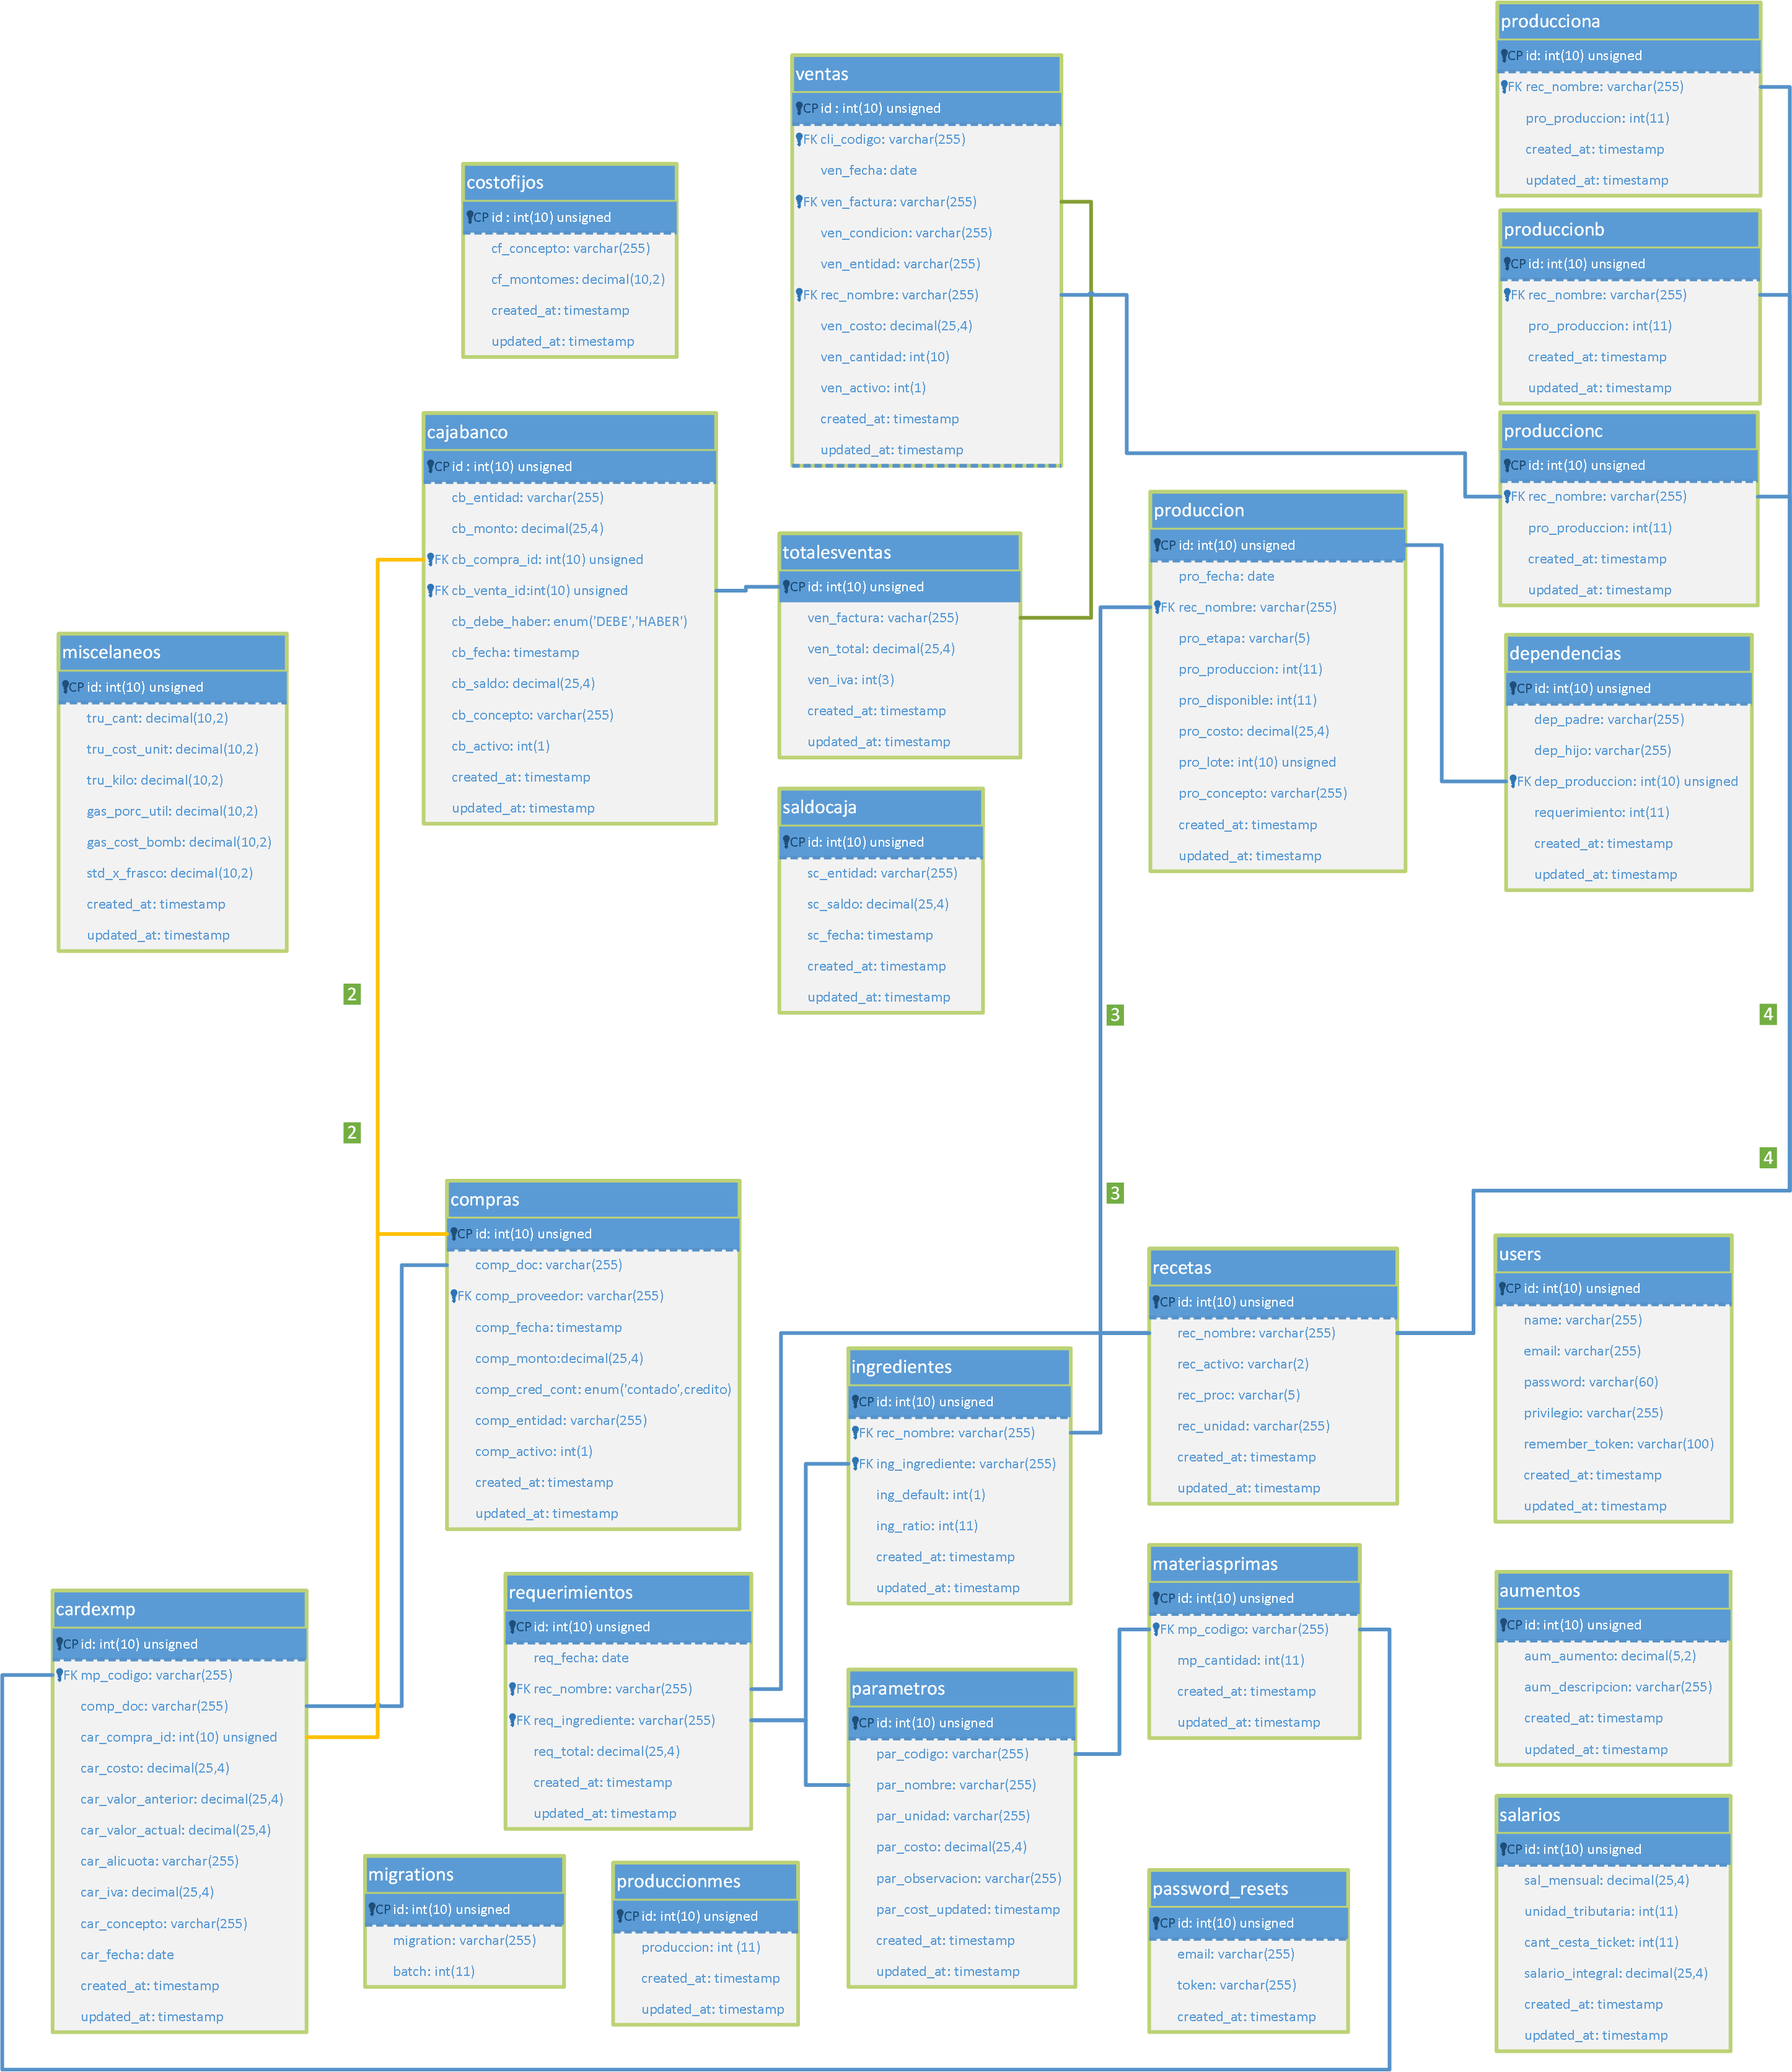 producciona
CP id: int(10) unsigned
FK rec_nombre: varchar(255)
pro_produccion: int(11)
created_at: timestamp
updated_at: timestamp
ventas
CP id : int(10) unsigned
FK cli_codigo: varchar(255)
ven_fecha: date
FK ven_factura: varchar(255)
ven_condicion: varchar(255)
ven_entidad: varchar(255)
FK rec_nombre: varchar(255)
ven_costo: decimal(25,4)
ven_cantidad: int(10)
ven_activo: int(1)
created_at: timestamp
updated_at: timestamp
costofijos
CP id : int(10) unsigned
cf_concepto: varchar(255)
cf_montomes: decimal(10,2)
created_at: timestamp
updated_at: timestamp
produccionb
CP id: int(10) unsigned
FK rec_nombre: varchar(255)
pro_produccion: int(11)
created_at: timestamp
updated_at: timestamp
produccionc
CP id: int(10) unsigned
FK rec_nombre: varchar(255)
pro_produccion: int(11)
created_at: timestamp
updated_at: timestamp
cajabanco
CP id : int(10) unsigned
cb_entidad: varchar(255)
cb_monto: decimal(25,4)
FK cb_compra_id: int(10) unsigned
FK cb_venta_id:int(10) unsigned
cb_debe_haber: enum('DEBE','HABER')
cb_fecha: timestamp
cb_saldo: decimal(25,4)
cb_concepto: varchar(255)
cb_activo: int(1)
created_at: timestamp
updated_at: timestamp
totalesventas
CP id: int(10) unsigned
ven_factura: vachar(255)
ven_total: decimal(25,4)
ven_iva: int(3)
created_at: timestamp
updated_at: timestamp
produccion
CP id: int(10) unsigned
pro_fecha: date
FK rec_nombre: varchar(255)
pro_etapa: varchar(5)
pro_produccion: int(11)
pro_disponible: int(11)
pro_costo: decimal(25,4)
pro_lote: int(10) unsigned
pro_concepto: varchar(255)
created_at: timestamp
updated_at: timestamp
dependencias
CP id: int(10) unsigned
dep_padre: varchar(255)
dep_hijo: varchar(255)
FK dep_produccion: int(10) unsigned
requerimiento: int(11)
created_at: timestamp
updated_at: timestamp
miscelaneos
CP id: int(10) unsigned
tru_cant: decimal(10,2)
tru_cost_unit: decimal(10,2)
tru_kilo: decimal(10,2)
gas_porc_util: decimal(10,2)
gas_cost_bomb: decimal(10,2)
std_x_frasco: decimal(10,2)
created_at: timestamp
updated_at: timestamp
saldocaja
CP id: int(10) unsigned
sc_entidad: varchar(255)
sc_saldo: decimal(25,4)
sc_fecha: timestamp
created_at: timestamp
updated_at: timestamp
2
3
4
2
3
4
compras
CP id: int(10) unsigned
comp_doc: varchar(255)
FK comp_proveedor: varchar(255)
comp_fecha: timestamp
comp_monto:decimal(25,4)
comp_cred_cont: enum('contado',credito)
comp_entidad: varchar(255)
comp_activo: int(1)
created_at: timestamp
updated_at: timestamp
recetas
CP id: int(10) unsigned
rec_nombre: varchar(255)
rec_activo: varchar(2)
rec_proc: varchar(5)
rec_unidad: varchar(255)
created_at: timestamp
updated_at: timestamp
users
CP id: int(10) unsigned
name: varchar(255)
email: varchar(255)
password: varchar(60)
privilegio: varchar(255)
remember_token: varchar(100)
created_at: timestamp
updated_at: timestamp
ingredientes
CP id: int(10) unsigned
FK rec_nombre: varchar(255)
FK ing_ingrediente: varchar(255)
ing_default: int(1)
ing_ratio: int(11)
created_at: timestamp
updated_at: timestamp
materiasprimas
CP id: int(10) unsigned
FK mp_codigo: varchar(255)
mp_cantidad: int(11)
created_at: timestamp
updated_at: timestamp
aumentos
CP id: int(10) unsigned
aum_aumento: decimal(5,2)
aum_descripcion: varchar(255)
created_at: timestamp
updated_at: timestamp
cardexmp
CP id: int(10) unsigned
FK mp_codigo: varchar(255)
comp_doc: varchar(255)
car_compra_id: int(10) unsigned
car_costo: decimal(25,4)
car_valor_anterior: decimal(25,4)
car_valor_actual: decimal(25,4)
car_alicuota: varchar(255)
car_iva: decimal(25,4)
car_concepto: varchar(255)
car_fecha: date
created_at: timestamp
updated_at: timestamp
requerimientos
CP id: int(10) unsigned
req_fecha: date
FK rec_nombre: varchar(255)
FK req_ingrediente: varchar(255)
req_total: decimal(25,4)
created_at: timestamp
updated_at: timestamp
parametros
CP id: int(10) unsigned
par_codigo: varchar(255)
par_nombre: varchar(255)
par_unidad: varchar(255)
par_costo: decimal(25,4)
par_observacion: varchar(255)
par_cost_updated: timestamp
created_at: timestamp
updated_at: timestamp
salarios
CP id: int(10) unsigned
sal_mensual: decimal(25,4)
unidad_tributaria: int(11)
cant_cesta_ticket: int(11)
salario_integral: decimal(25,4)
created_at: timestamp
updated_at: timestamp
migrations
CP id: int(10) unsigned
migration: varchar(255)
batch: int(11)
produccionmes
CP id: int(10) unsigned
produccion: int (11)
created_at: timestamp
updated_at: timestamp
password_resets
CP id: int(10) unsigned
email: varchar(255)
token: varchar(255)
created_at: timestamp